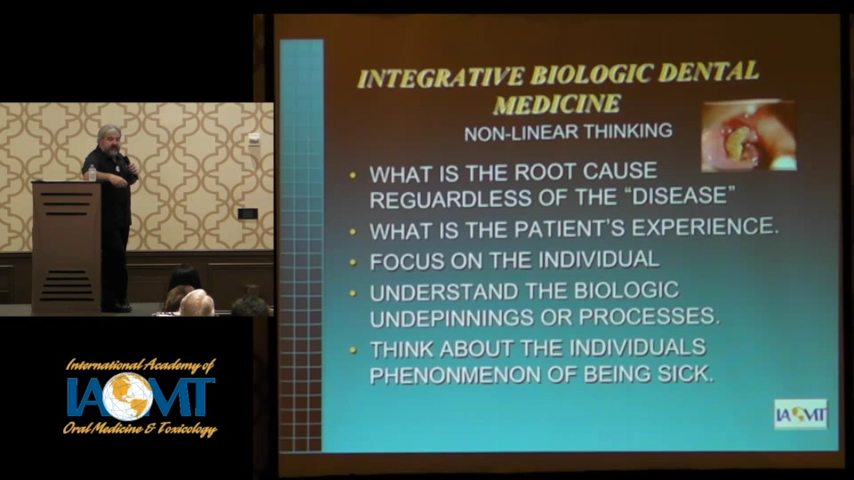 INTEGRATIVE BIOLOGIC DENTAL
MEDICINE
NON-LINEAR THINKING
• WHAT IS THE ROOT CAUSE
REGUARDLESS OF THE “DISEASE”
• WHAT IS THE PATIENT’S EXPERIENCE.
• FOCUS ON THE INDIVIDUAL
• UNDERSTAND THE BIOLOGIC
UNDEPINNINGS OR PROCESSES.
• THINK ABOUT THE INDIVIDUALS
PHENONMENON OF BEING SICK.
IAOMT
International Academy of
IAOMT
Oral Medicine & Toxicology